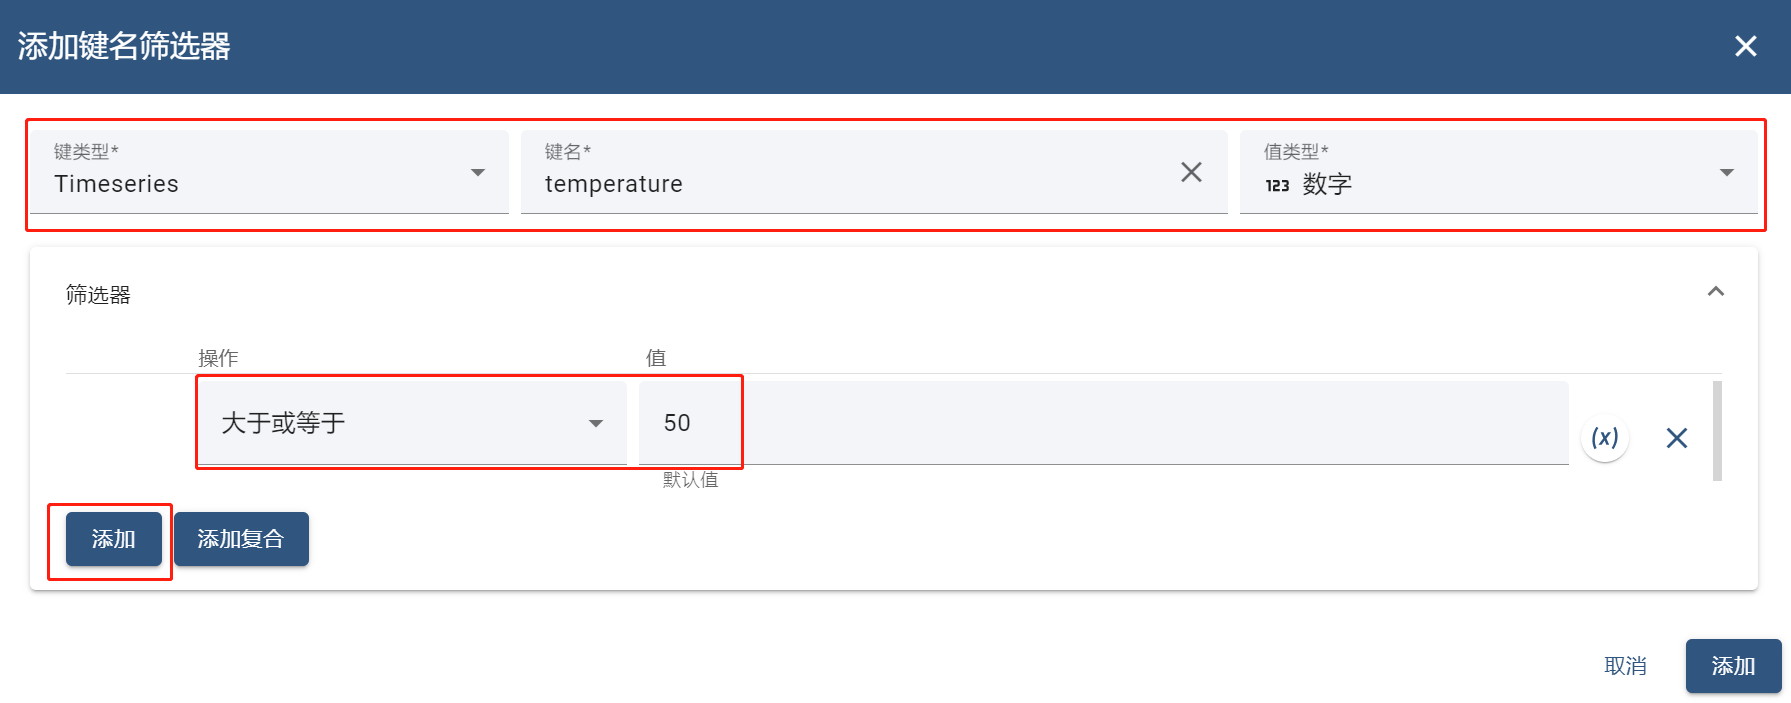 添加键名筛选器
键类型*
Timeseries
键名*
temperature
值类型*
123 数字
筛选器
操作
值
大于或等于
50
(x)
默认值
添加
添加复合
取消
添加